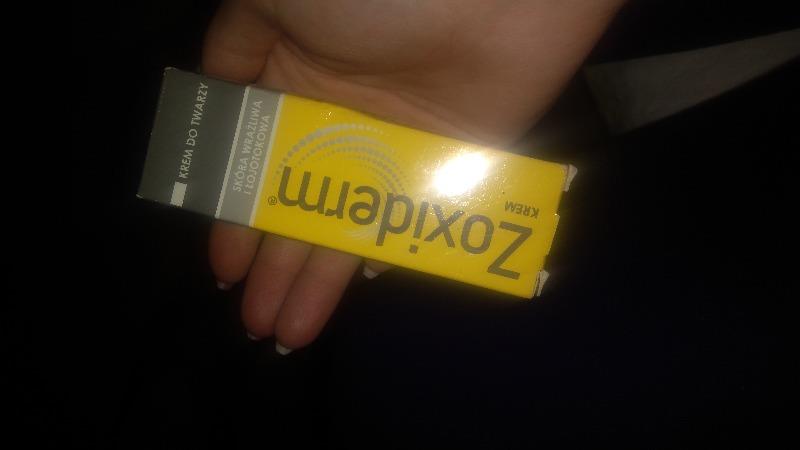 Zoxiderm®
KREM
SKÓRA WRAŻLIWA
I ŁOJOTOKOWA
KREM DO TWARZY